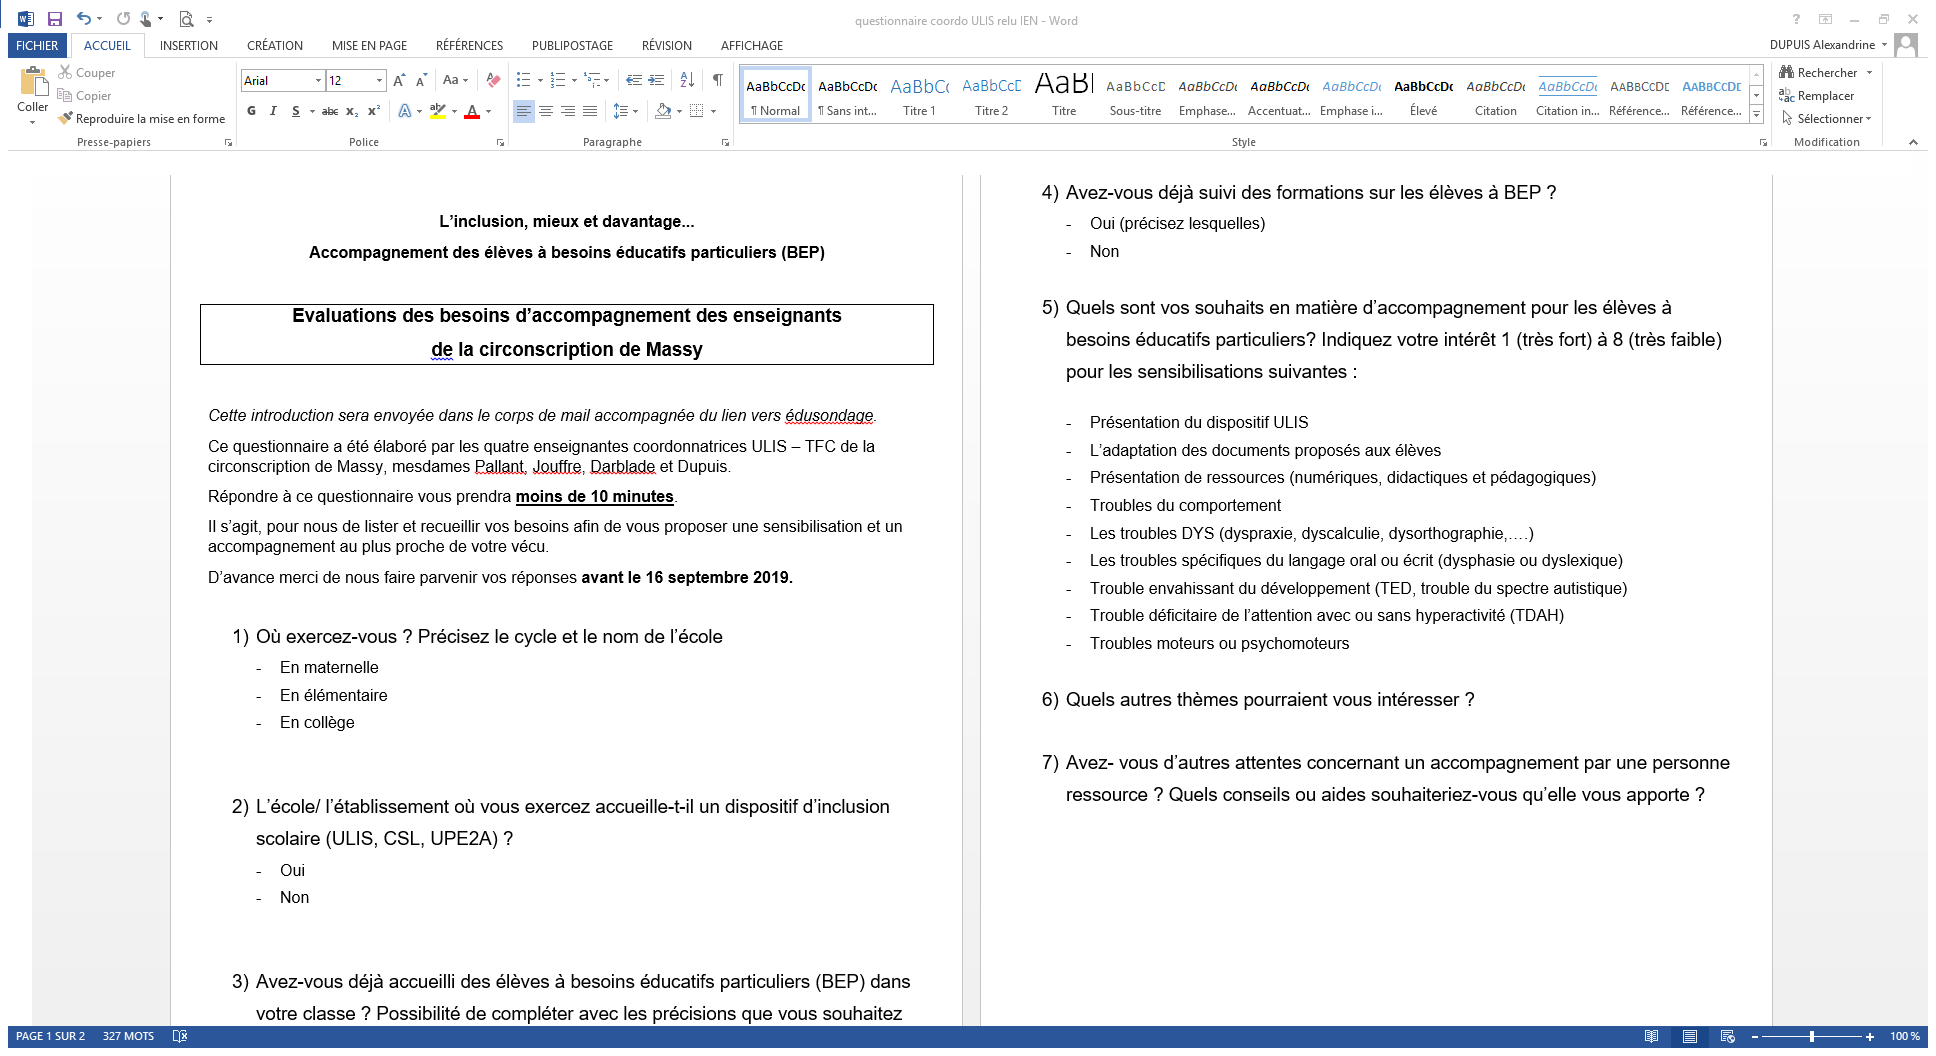 questionnaire coordo ULIS relu IEN - Word
FICHIER ACCUEIL INSERTION CRÉATION MISE EN PAGE RÉFÉRENCES PUBLIPOSTAGE RÉVISION AFFICHAGE
DUPUIS Alexandrine
Coller
Couper
Copier
Reproduire la mise en forme
Presse-papiers
Arial 12
G I S abc x₂ x²
Police
Paragraphe
AaBbCcDc AaBbCcDc AaBbCc AaBbCcD AaBl AaBbCcD AaBbCcDc AaBbCcDc AaBbCcDc AaBbCcDc AaBbCcDc AaBbCcDc AABBCCDE AABBCCDE
¶ Normal ¶ Sans int... Titre 1 Titre 2 Titre Sous-titre Emphase... Accentuat... Emphase i... Élevé Citation Citation in... Référence... Référence...
Style
Rechercher
Remplacer
Sélectionner
Modification
L’inclusion, mieux et davantage...
Accompagnement des élèves à besoins éducatifs particuliers (BEP)
Evaluations des besoins d’accompagnement des enseignants
de la circonscription de Massy
Cette introduction sera envoyée dans le corps de mail accompagnée du lien vers édusondage.
Ce questionnaire a été élaboré par les quatre enseignantes coordonnatrices ULIS – TFC de la
circonscription de Massy, mesdames Pallant, Jouffre, Darblade et Dupuis.
Répondre à ce questionnaire vous prendra moins de 10 minutes.
Il s’agit, pour nous de lister et recueillir vos besoins afin de vous proposer une sensibilisation et un
accompagnement au plus proche de votre vécu.
D’avance merci de nous faire parvenir vos réponses avant le 16 septembre 2019.
1) Où exercez-vous ? Précisez le cycle et le nom de l’école
- En maternelle
- En élémentaire
- En collège
2) L’école/ l’établissement où vous exercez accueille-t-il un dispositif d’inclusion
scolaire (ULIS, CSL, UPE2A) ?
- Oui
- Non
3) Avez-vous déjà accueilli des élèves à besoins éducatifs particuliers (BEP) dans
votre classe ? Possibilité de compléter avec les précisions que vous souhaitez
4) Avez-vous déjà suivi des formations sur les élèves à BEP ?
- Oui (précisez lesquelles)
- Non
5) Quels sont vos souhaits en matière d’accompagnement pour les élèves à
besoins éducatifs particuliers? Indiquez votre intérêt 1 (très fort) à 8 (très faible)
pour les sensibilisations suivantes :
- Présentation du dispositif ULIS
- L’adaptation des documents proposés aux élèves
- Présentation de ressources (numériques, didactiques et pédagogiques)
- Troubles du comportement
- Les troubles DYS (dyspraxie, dyscalculie, dysorthographie,....)
- Les troubles spécifiques du langage oral ou écrit (dysphasie ou dyslexique)
- Trouble envahissant du développement (TED, trouble du spectre autistique)
- Trouble déficitaire de l’attention avec ou sans hyperactivité (TDAH)
- Troubles moteurs ou psychomoteurs
6) Quels autres thèmes pourraient vous intéresser ?
7) Avez- vous d’autres attentes concernant un accompagnement par une personne
ressource ? Quels conseils ou aides souhaiteriez-vous qu’elle vous apporte ?
PAGE 1 SUR 2 327 MOTS
100 %